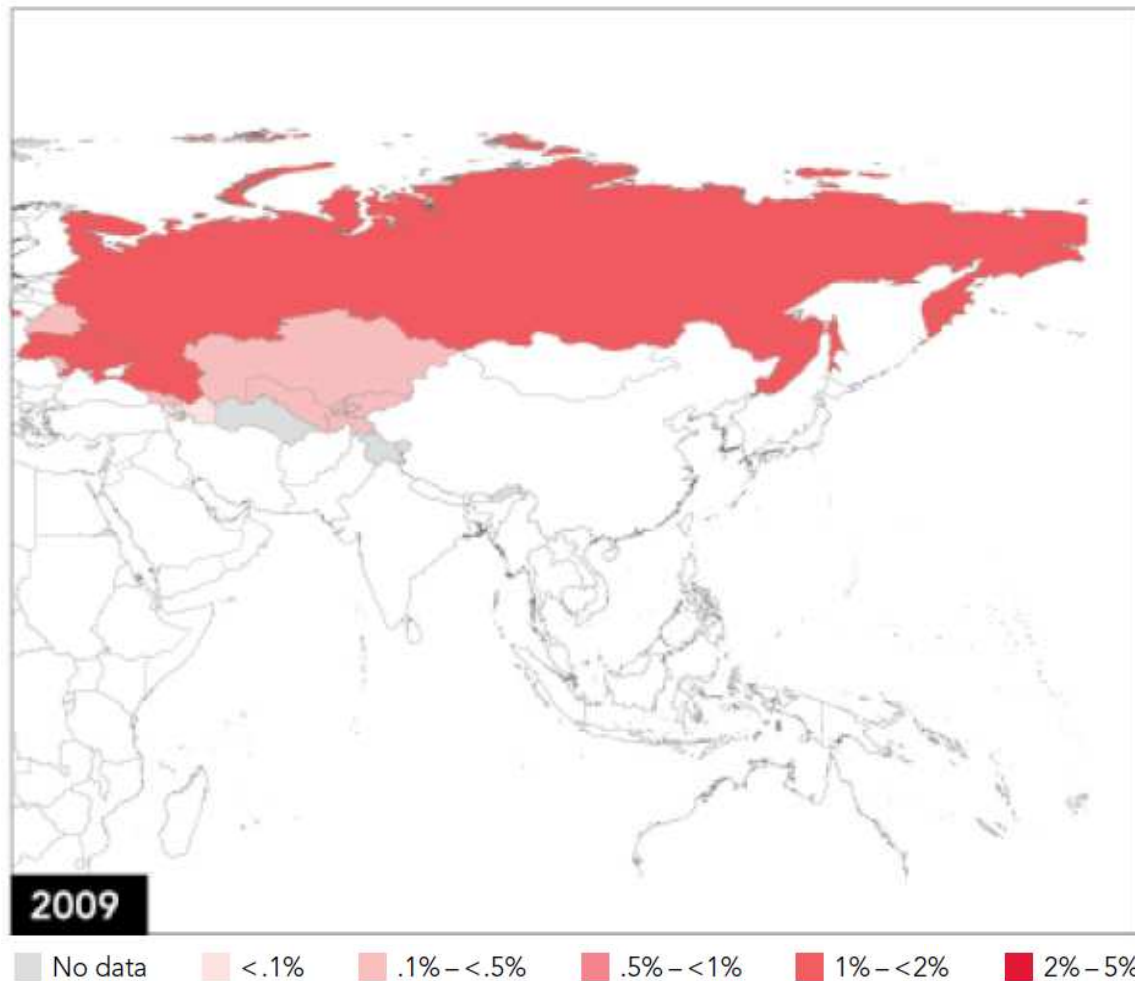 2009
No data <.1% .1% – <.5% .5% – <1% 1% – <2% 2% – 5%